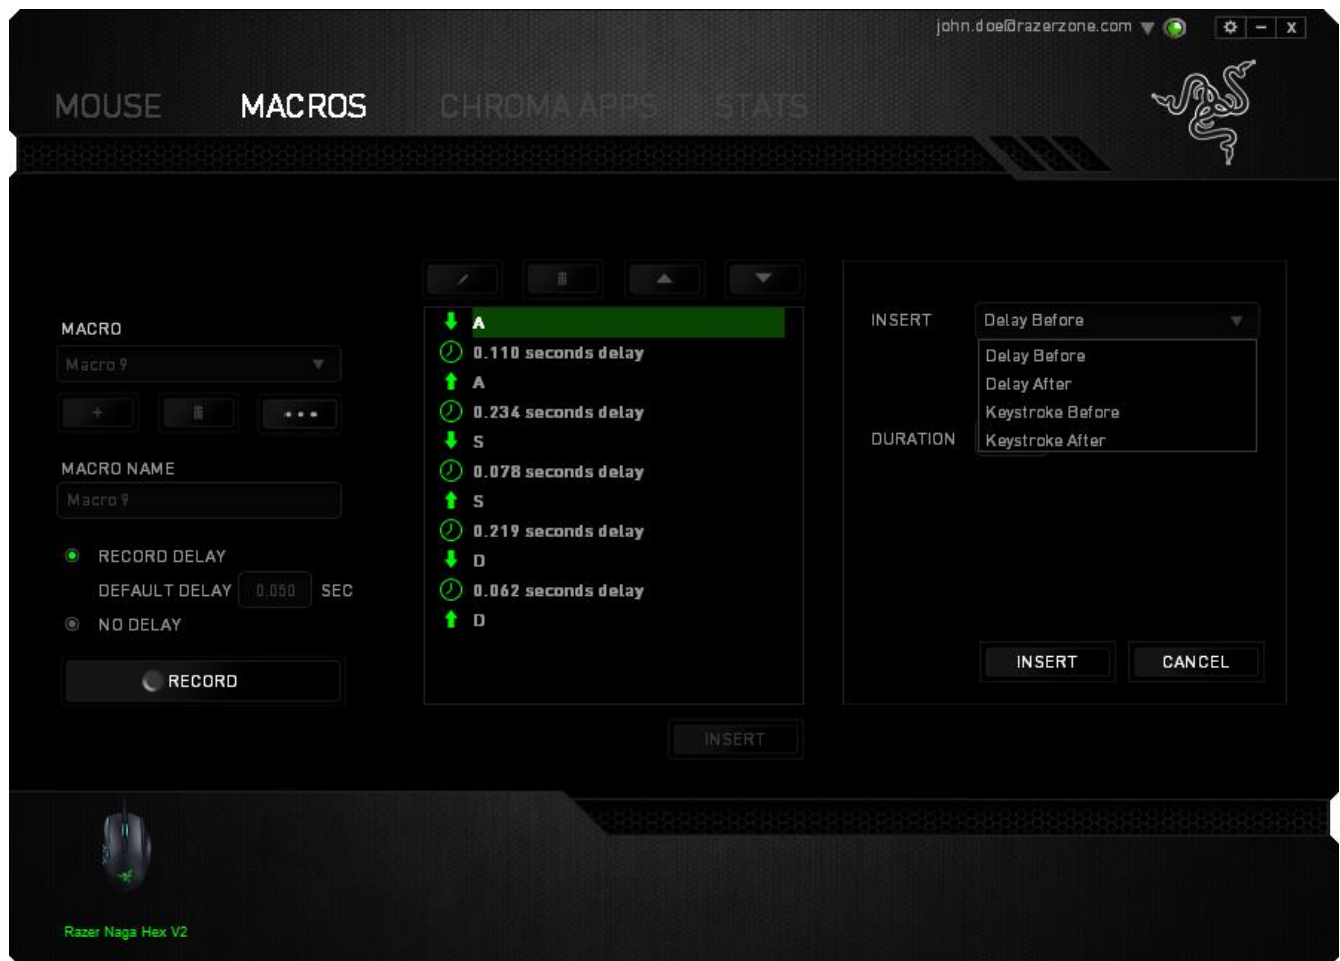 john.doe@razerzone.com
MOUSE MACROS CHROMA APPS STATS
MACRO
Macro 9
MACRO NAME
Macro 9
RECORD DELAY
DEFAULT DELAY 0.050 SEC
NO DELAY
RECORD
A
0.110 seconds delay
A
0.234 seconds delay
S
0.078 seconds delay
S
0.219 seconds delay
D
0.062 seconds delay
D
INSERT
INSERT Delay Before
Delay Before
Delay After
Keystroke Before
Keystroke After
DURATION
INSERT CANCEL
Razer Naga Hex V2